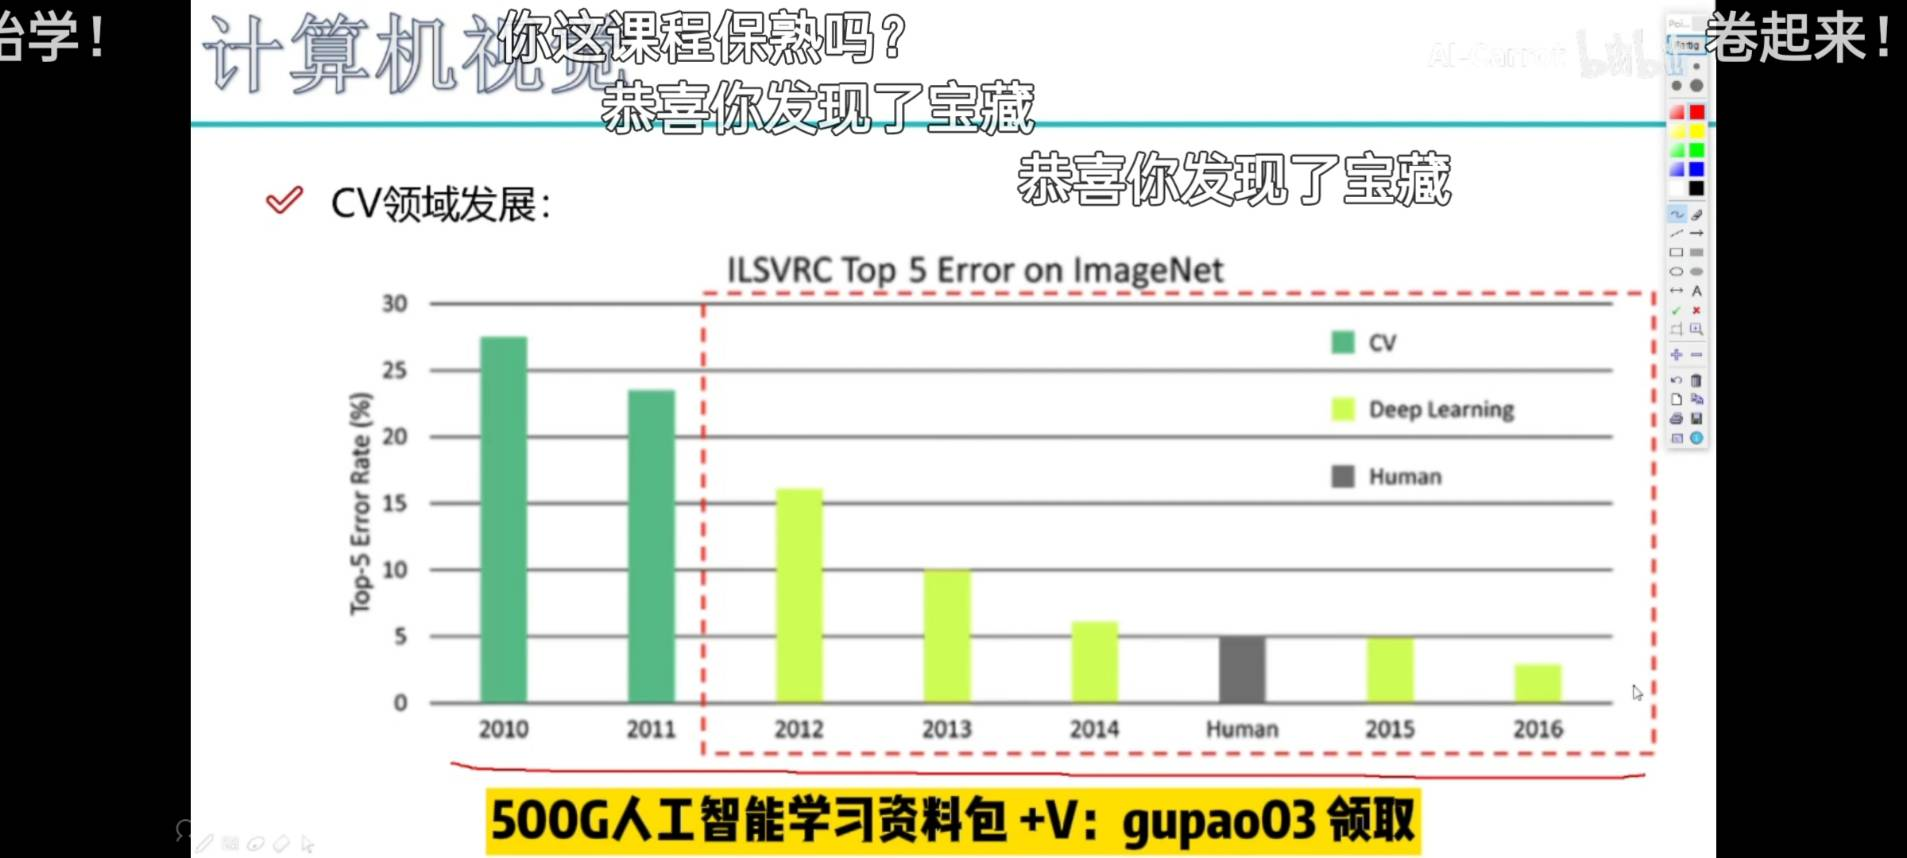 治学！
计算机视觉
你这课程保熟吗？
AI-Carrot bilibili
卷起来！
恭喜你发现了宝藏
恭喜你发现了宝藏
CV领域发展：
ILSVRC Top 5 Error on ImageNet
Top-5 Error Rate (%)
30
25
20
15
10
5
0
CV
Deep Learning
Human
2010 2011 2012 2013 2014 Human 2015 2016
500G人工智能学习资料包 +V：gupao03 领取